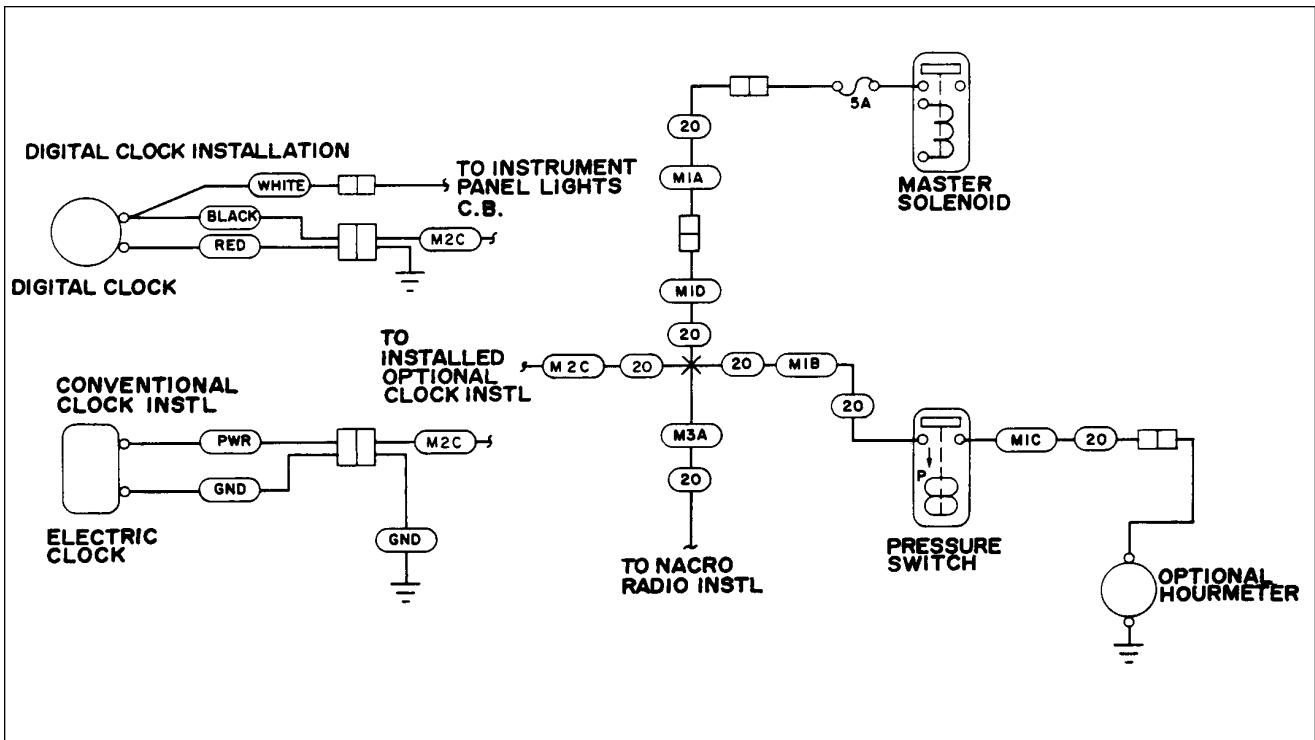 5A
20
DIGITAL CLOCK INSTALLATION
WHITE
TO INSTRUMENT
PANEL LIGHTS
C.B.
M1A
MASTER
SOLENOID
BLACK
RED
M2C
DIGITAL CLOCK
M1D
20
TO
INSTALLED
OPTIONAL
CLOCK INSTL
M2C
20
20
M1B
20
CONVENTIONAL
CLOCK INSTL
PWR
M2C
GND
GND
ELECTRIC
CLOCK
M3A
20
TO NACRO
RADIO INSTL
P
M1C
20
PRESSURE
SWITCH
OPTIONAL
HOURMETER